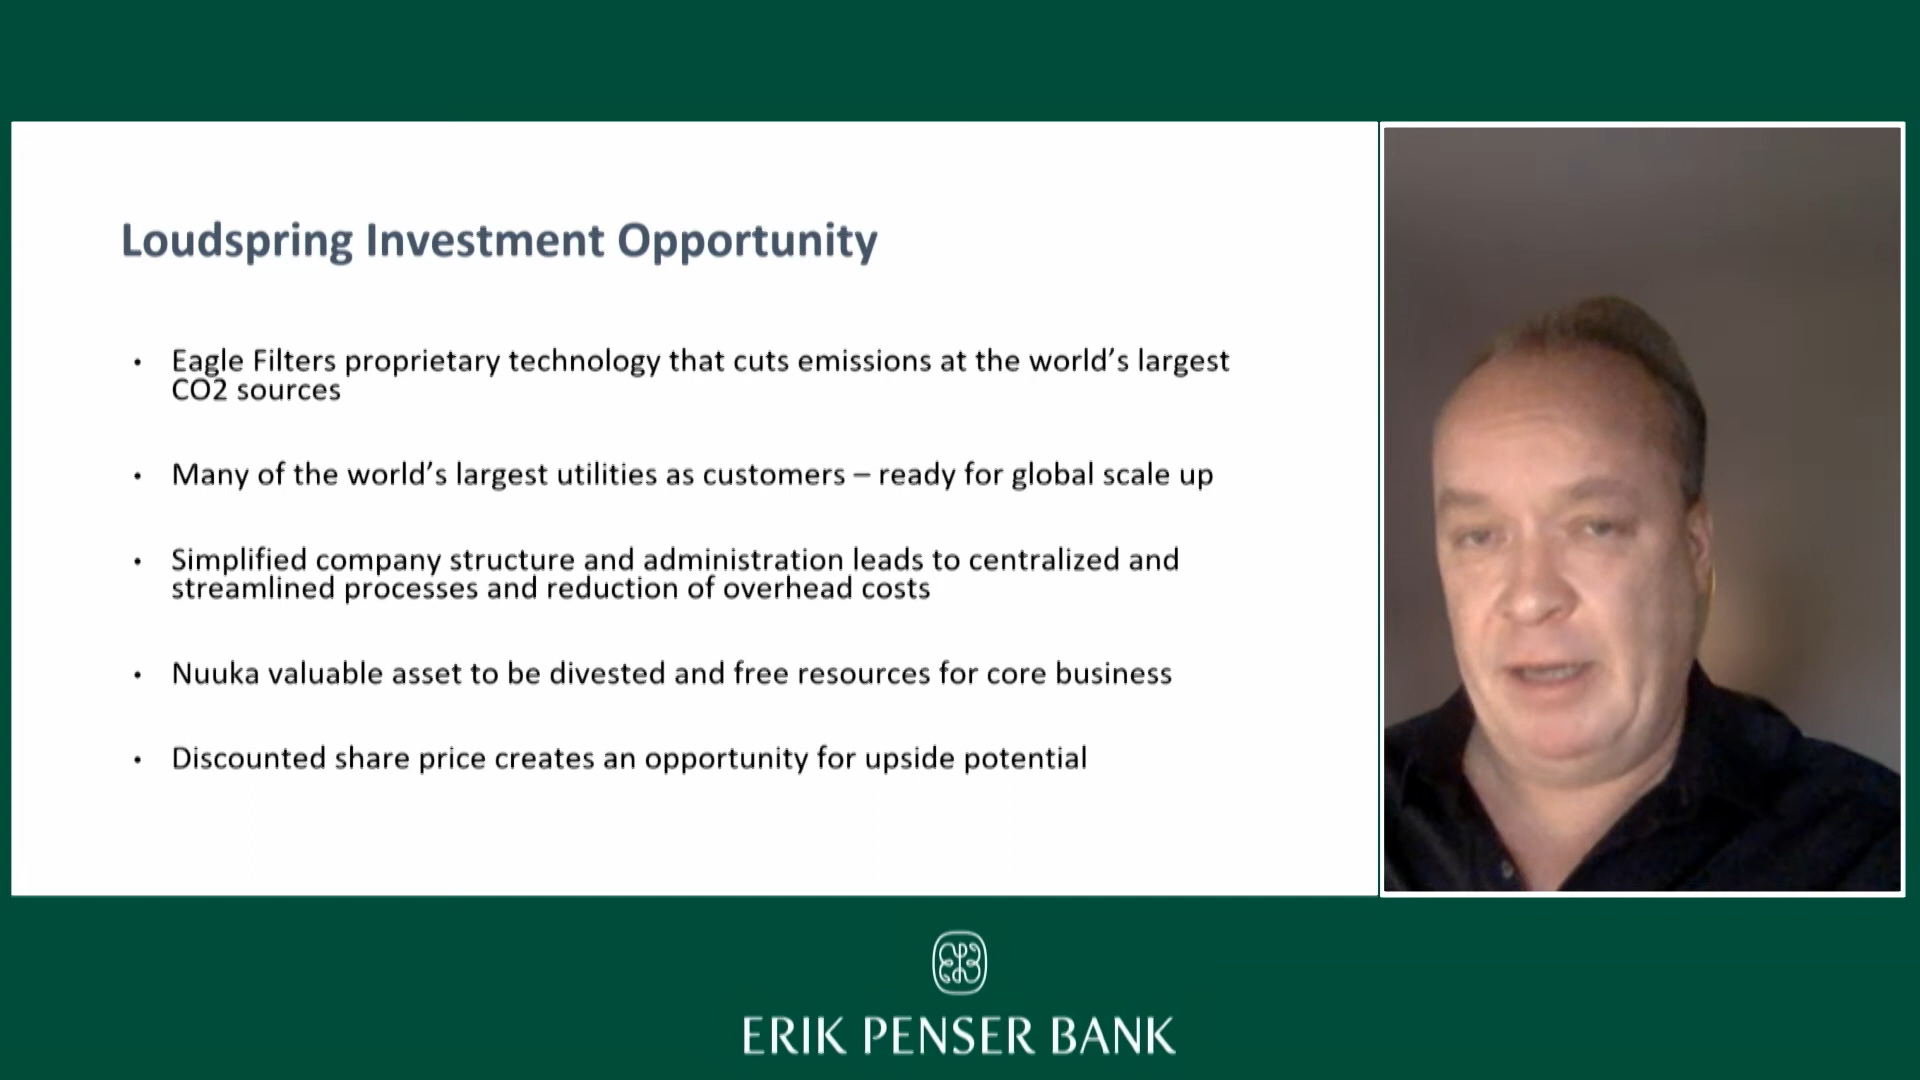 Loudspring Investment Opportunity
• Eagle Filters proprietary technology that cuts emissions at the world’s largest
CO2 sources
• Many of the world’s largest utilities as customers – ready for global scale up
• Simplified company structure and administration leads to centralized and
streamlined processes and reduction of overhead costs
• Nuuka valuable asset to be divested and free resources for core business
• Discounted share price creates an opportunity for upside potential
ERIK PENSER BANK